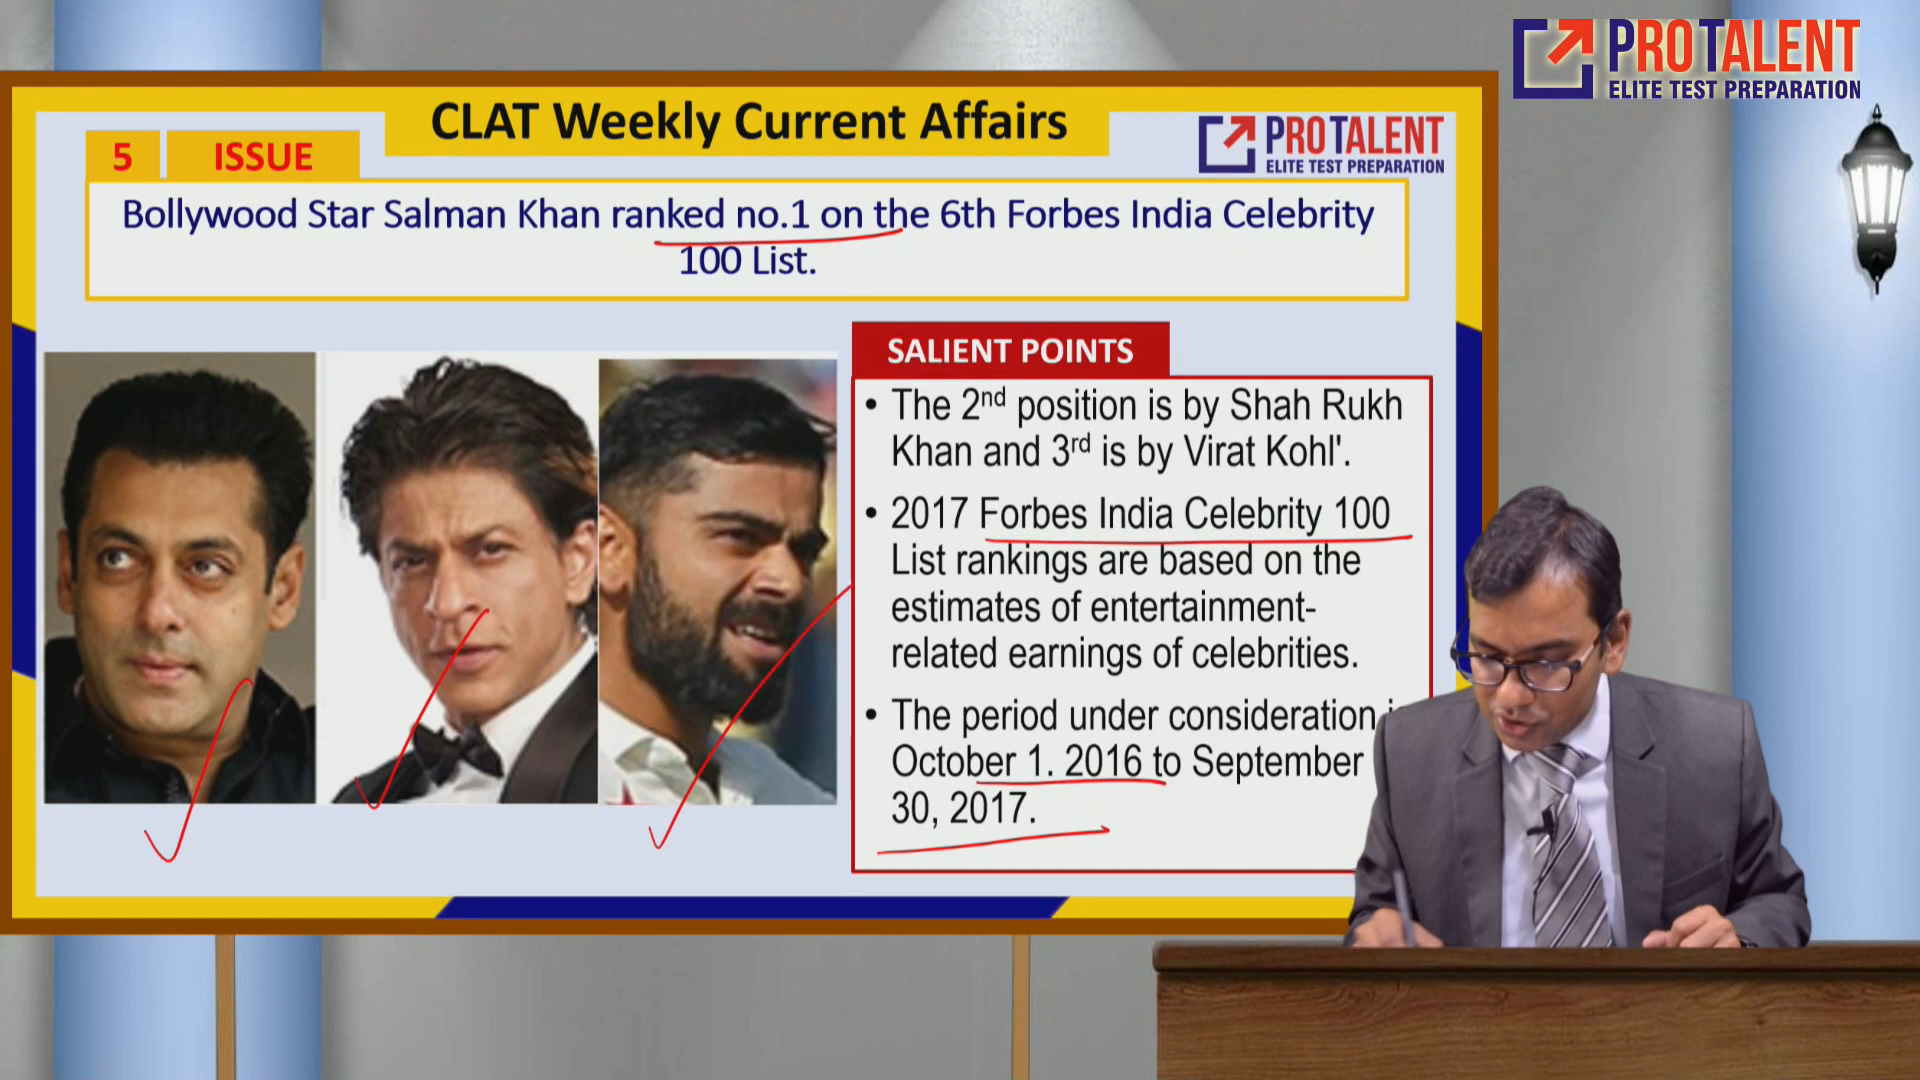 PROTALENT
ELITE TEST PREPARATION
CLAT Weekly Current Affairs
PROTALENT
ELITE TEST PREPARATION
5 ISSUE
Bollywood Star Salman Khan ranked no.1 on the 6th Forbes India Celebrity
100 List.
SALIENT POINTS
• The 2nd position is by Shah Rukh
Khan and 3rd is by Virat Kohl'.
• 2017 Forbes India Celebrity 100
List rankings are based on the
estimates of entertainment-
related earnings of celebrities.
• The period under consideration
October 1. 2016 to September
30, 2017.